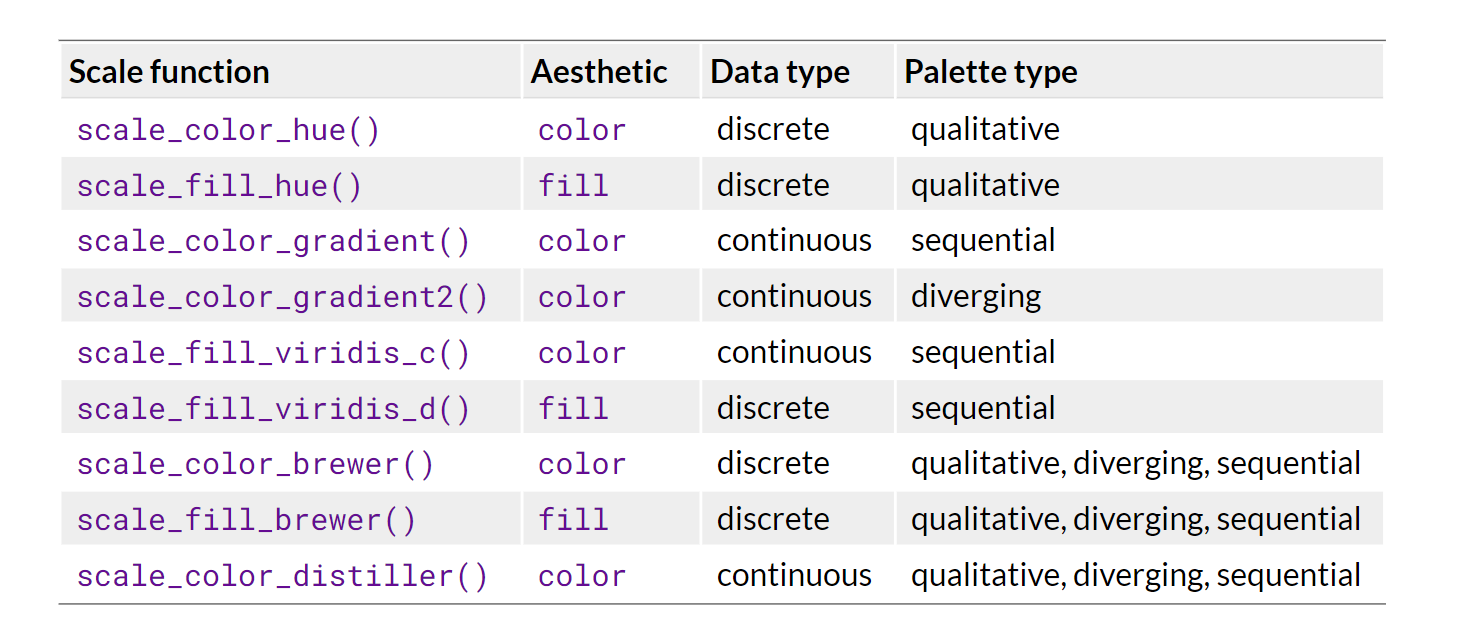 Scale function Aesthetic Data type Palette type
scale_color_hue() color discrete qualitative
scale_fill_hue() fill discrete qualitative
scale_color_gradient() color continuous sequential
scale_color_gradient2() color continuous diverging
scale_fill_viridis_c() color continuous sequential
scale_fill_viridis_d() fill discrete sequential
scale_color_brewer() color discrete qualitative, diverging, sequential
scale_fill_brewer() fill discrete qualitative, diverging, sequential
scale_color_distiller() color continuous qualitative, diverging, sequential